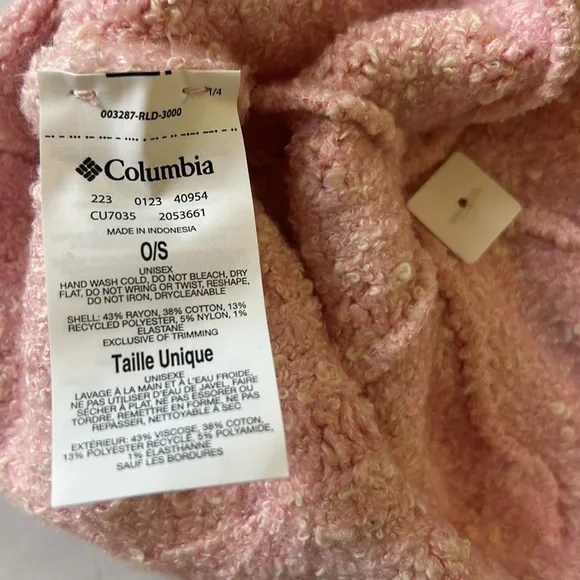 1/4
003287-RLD-3000
Columbia
223 0123 40954
CU7035 2053661
MADE IN INDONESIA
O/S
UNISEX
HAND WASH COLD, DO NOT BLEACH, DRY
FLAT, DO NOT WRING OR TWIST, RESHAPE,
DO NOT IRON, DRYCLEANABLE
SHELL: 43% RAYON, 38% COTTON, 13%
RECYCLED POLYESTER, 5% NYLON, 1%
ELASTANE
EXCLUSIVE OF TRIMMING
Taille Unique
UNISEXE
LAVAGE À LA MAIN ET À L'EAU FROIDE,
NE PAS UTILISER D'EAU DE JAVEL, FAIRE
SÉCHER À PLAT, NE PAS ESSORER OU
TORDRE, REMETTRE EN FORME, NE PAS
REPASSER, NETTOYABLE À SEC
EXTÉRIEUR: 43% VISCOSE, 38% COTON,
13% POLYESTER RECYCLÉ, 5% POLYAMIDE,
1% ÉLASTHANNE
SAUF LES BORDURES